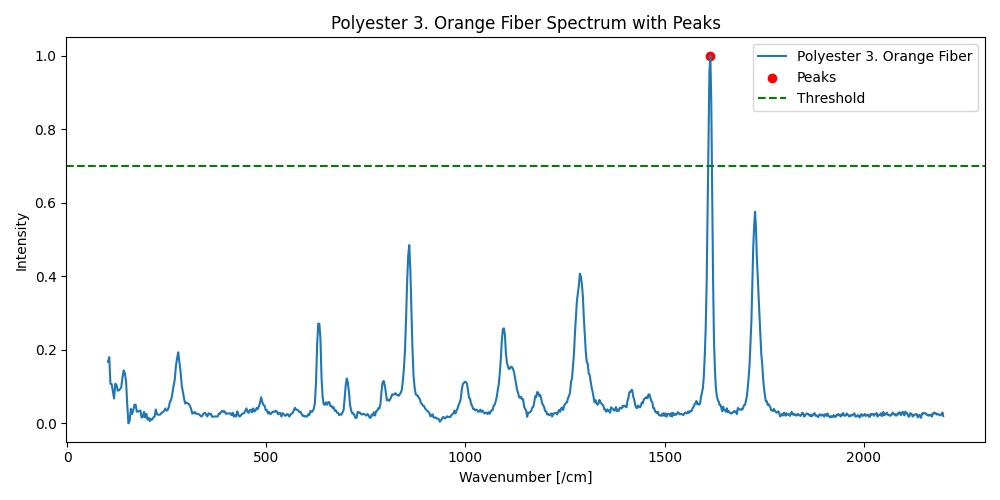 Polyester 3. Orange Fiber Spectrum with Peaks
Polyester 3. Orange Fiber
Peaks
Threshold
1.0
0.8
0.6
0.4
0.2
0.0
Intensity
0
500
1000
1500
2000
Wavenumber [/cm]